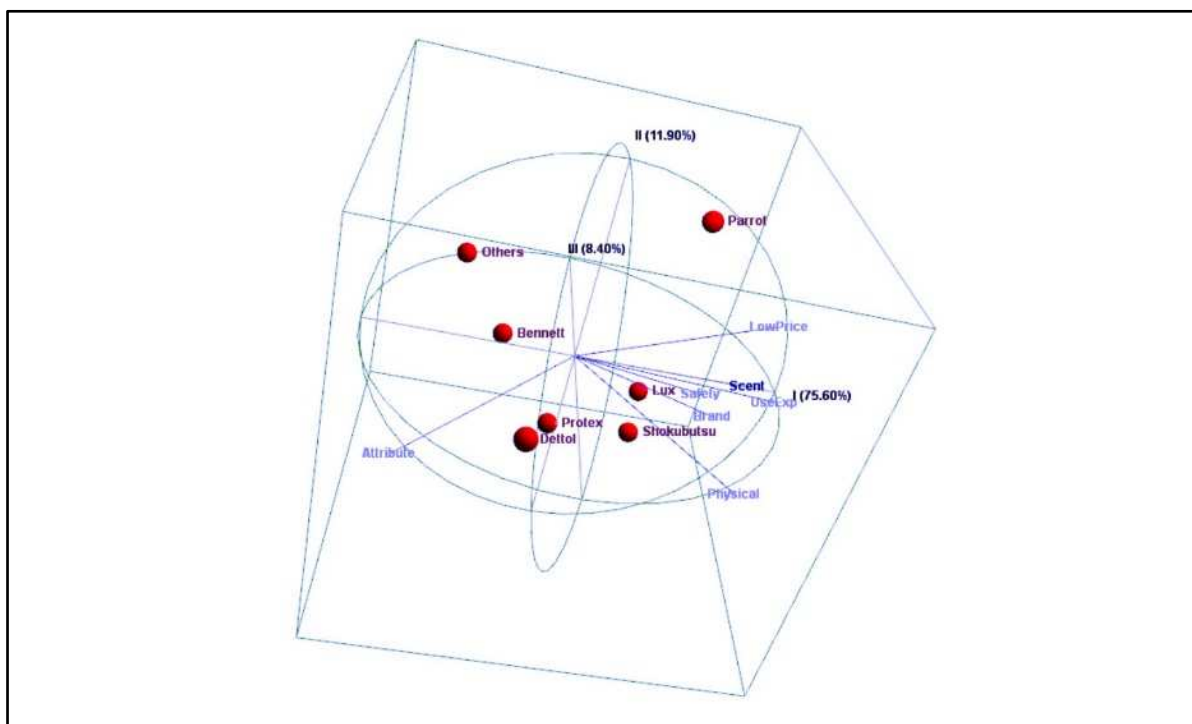 II (11.90%)
Parrot
III (8.40%)
Others
LowPrice
Bennett
Scent
Lux
Safety
UseExp
I (75.60%)
Brand
Protex
Shokubutsu
Dettol
Attribute
Physical